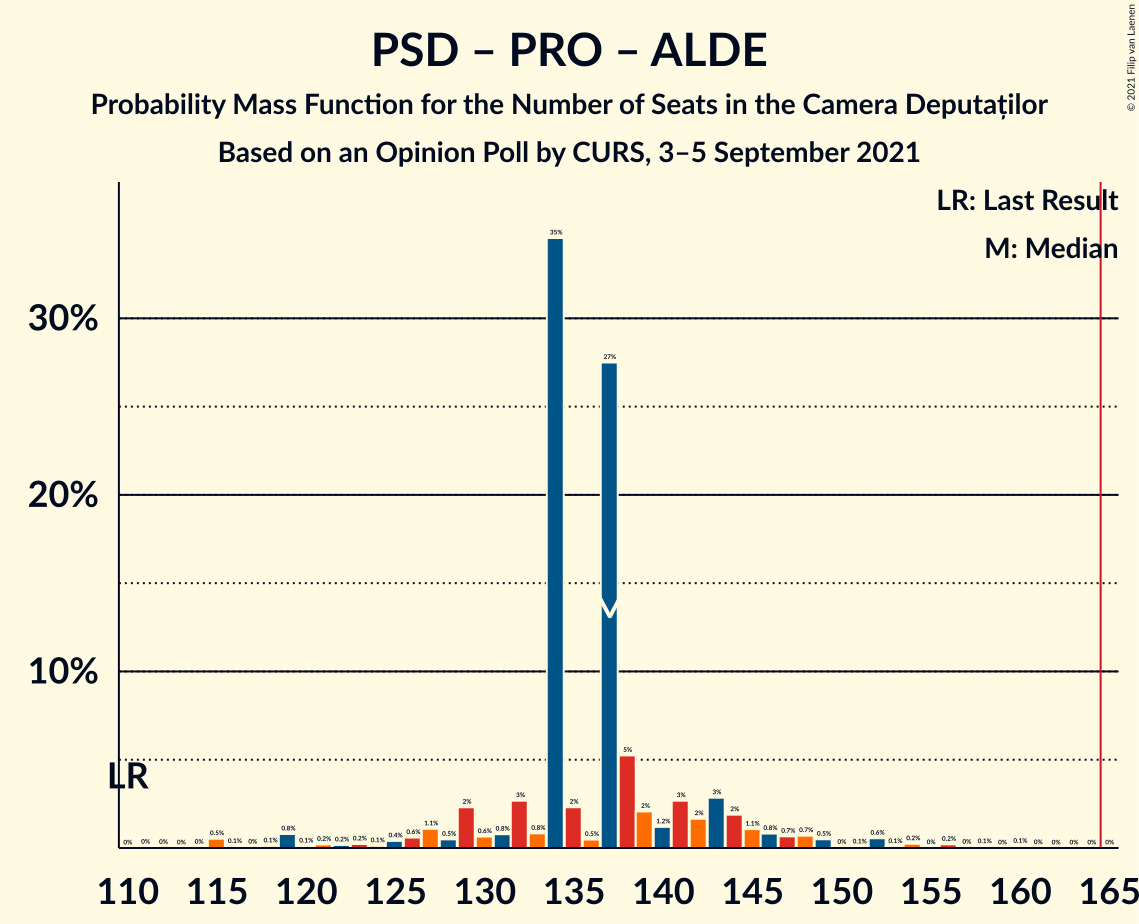 PSD – PRO – ALDE
Probability Mass Function for the Number of Seats in the Camera Deputaților
Based on an Opinion Poll by CURS, 3–5 September 2021
© 2021 Filip van Laenen
LR: Last Result
M: Median
35%
30%
27%
20%
10%
5%
LR
0% 0% 0% 0% 0% 0.5% 0.1% 0% 0.1% 0.8% 0.1% 0.2% 0.2% 0.2% 0.1% 0.4% 0.6% 1.1% 0.5% 2% 0.6% 0.8% 3% 0.8% 2% 0.5% 2% 1.2% 3% 2% 3% 2% 1.1% 0.8% 0.7% 0.7% 0.5% 0% 0.1% 0.6% 0.1% 0.2% 0% 0.2% 0% 0.1% 0% 0.1% 0% 0% 0% 0% 0%
110 115 120 125 130 135 140 145 150 155 160 165